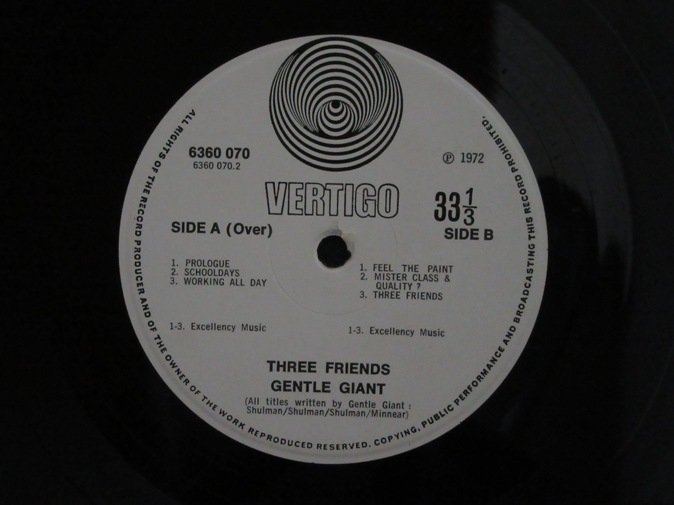 6360 070
6360 070.2
℗ 1972
VERTIGO
33 1/3
SIDE A (Over)
SIDE B
1. PROLOGUE
2. SCHOOLDAYS
3. WORKING ALL DAY
1. FEEL THE PAINT
2. MISTER CLASS &
QUALITY ?
3. THREE FRIENDS
1-3. Excellency Music
1-3. Excellency Music
THREE FRIENDS
GENTLE GIANT
(All titles written by Gentle Giant :
Shulman/Shulman/Shulman/Minnear)
ALL RIGHTS OF THE RECORD PRODUCER AND OF THE OWNER OF THE WORK REPRODUCED RESERVED. COPYING, PUBLIC PERFORMANCE AND BROADCASTING THIS RECORD PROHIBITED.